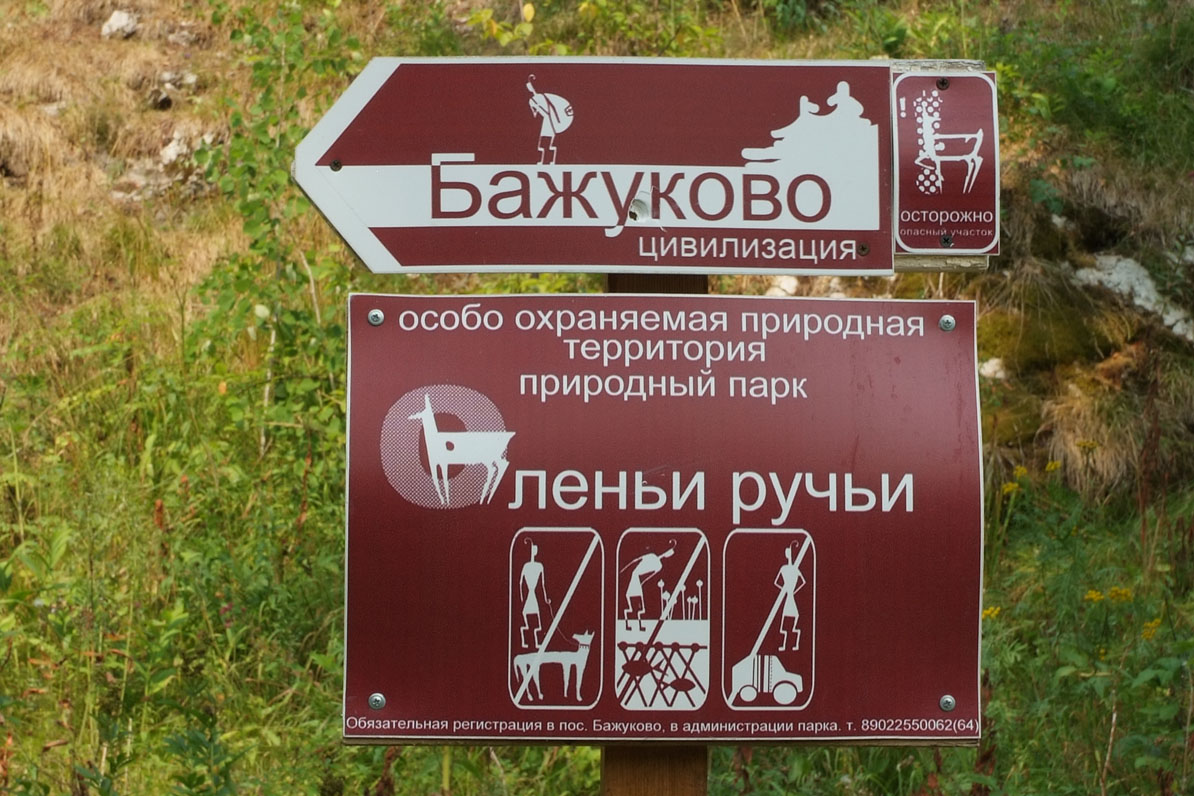 Бажуково
цивилизация
!
осторожно
опасный участок
особо охраняемая природная
территория
природный парк
Оленьи ручьи
Обязательная регистрация в пос. Бажуково, в администрации парка. т. 89022550062(64)